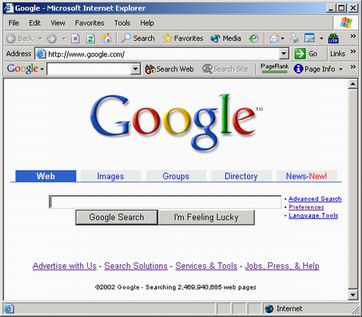 Google - Microsoft Internet Explorer
File Edit View Favorites Tools Help
Back Search Favorites Media
Address http://www.google.com/ Go Links
Google Search Web Search Site PageRank Page Info
Google™
Web Images Groups Directory News-New!
Advanced Search
Preferences
Language Tools
Google Search I'm Feeling Lucky
Advertise with Us - Search Solutions - Services & Tools - Jobs, Press, & Help
©2002 Google - Searching 2,469,940,685 web pages
Internet